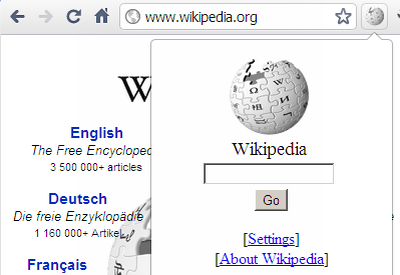 www.wikipedia.org
W
English
The Free Encycloped
3 500 000+ articles
Deutsch
Die freie Enzyklopädie
1 160 000+ Artikel
Français
Wikipedia
Go
[Settings]
[About Wikipedia]